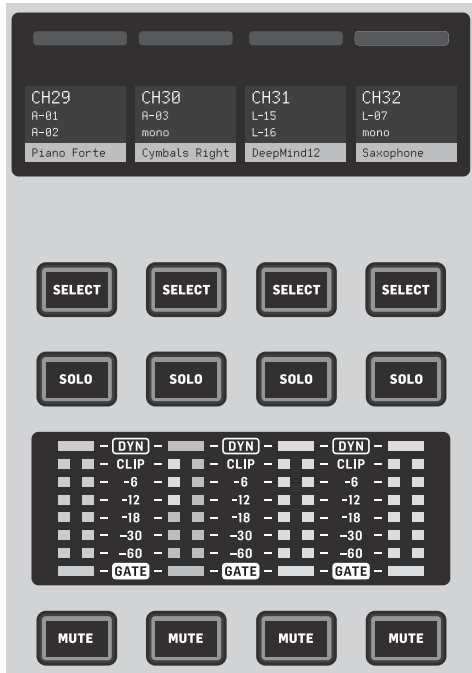 CH29 CH30 CH31 CH32
A-01 A-03 L-15 L-07
A-02 mono L-16 mono
Piano Forte Cymbals Right DeepMind12 Saxophone
SELECT SELECT SELECT SELECT
SOLO SOLO SOLO SOLO
DYN DYN DYN
CLIP CLIP CLIP
-6 -6 -6
-12 -12 -12
-18 -18 -18
-30 -30 -30
-60 -60 -60
GATE GATE GATE
MUTE MUTE MUTE MUTE